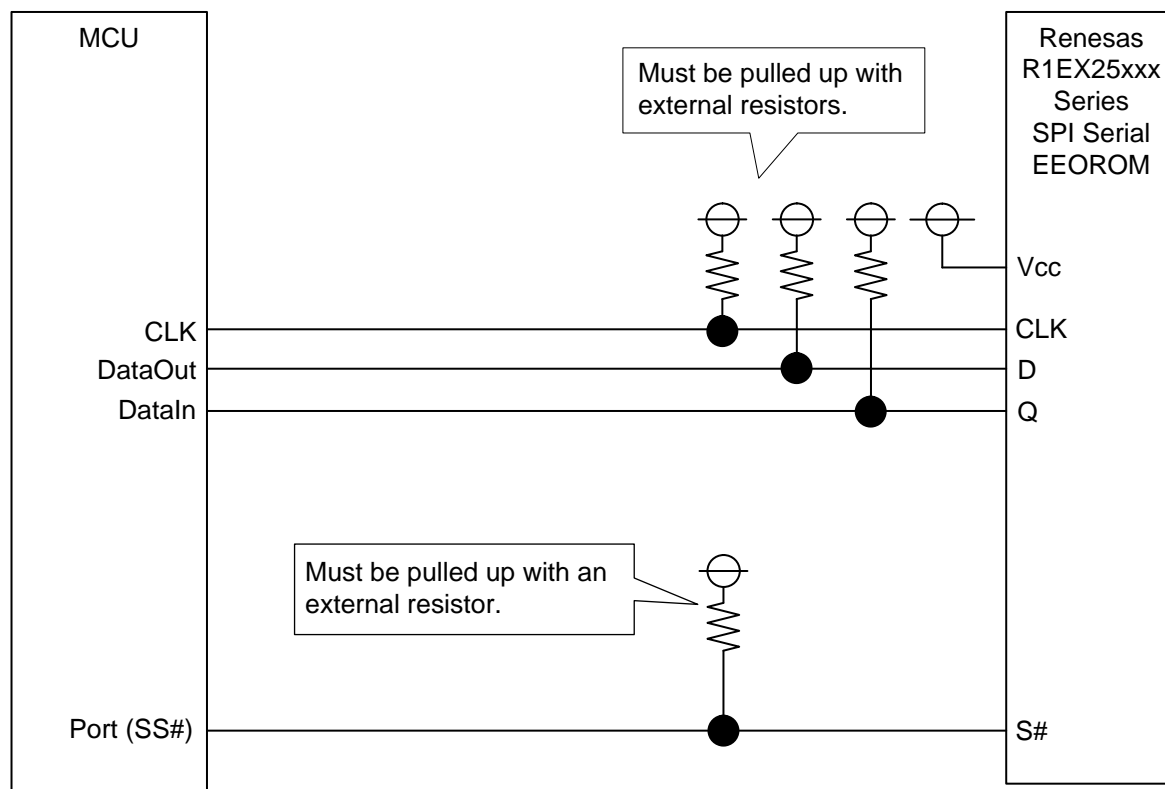 MCU
Must be pulled up with
external resistors.
Renesas
R1EX25xxx
Series
SPI Serial
EEOROM
Vcc
CLK
CLK
DataOut
D
DataIn
Q
Must be pulled up with an
external resistor.
Port (SS#)
S#